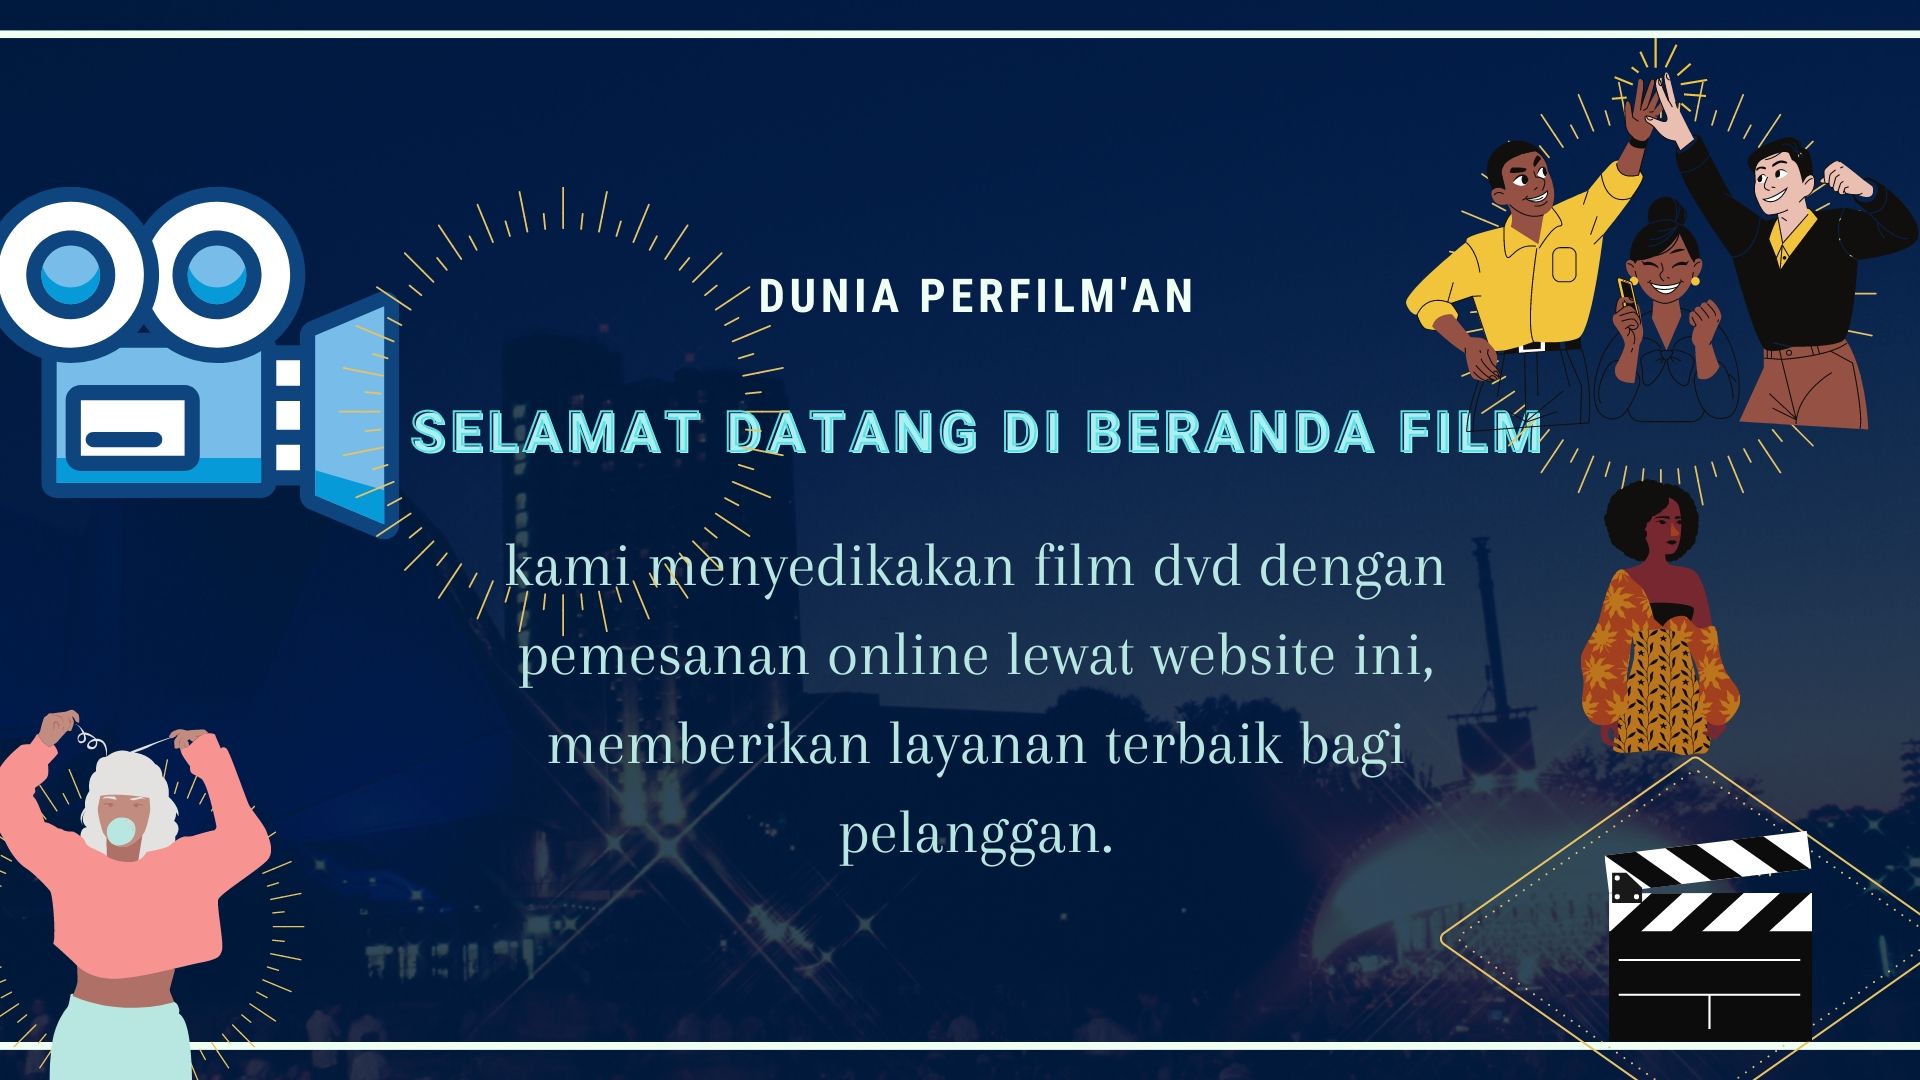 DUNIA PERFILM'AN
SELAMAT DATANG DI BERANDA FILM
kami menyedikakan film dvd dengan
pemesanan online lewat website ini,
memberikan layanan terbaik bagi
pelanggan.